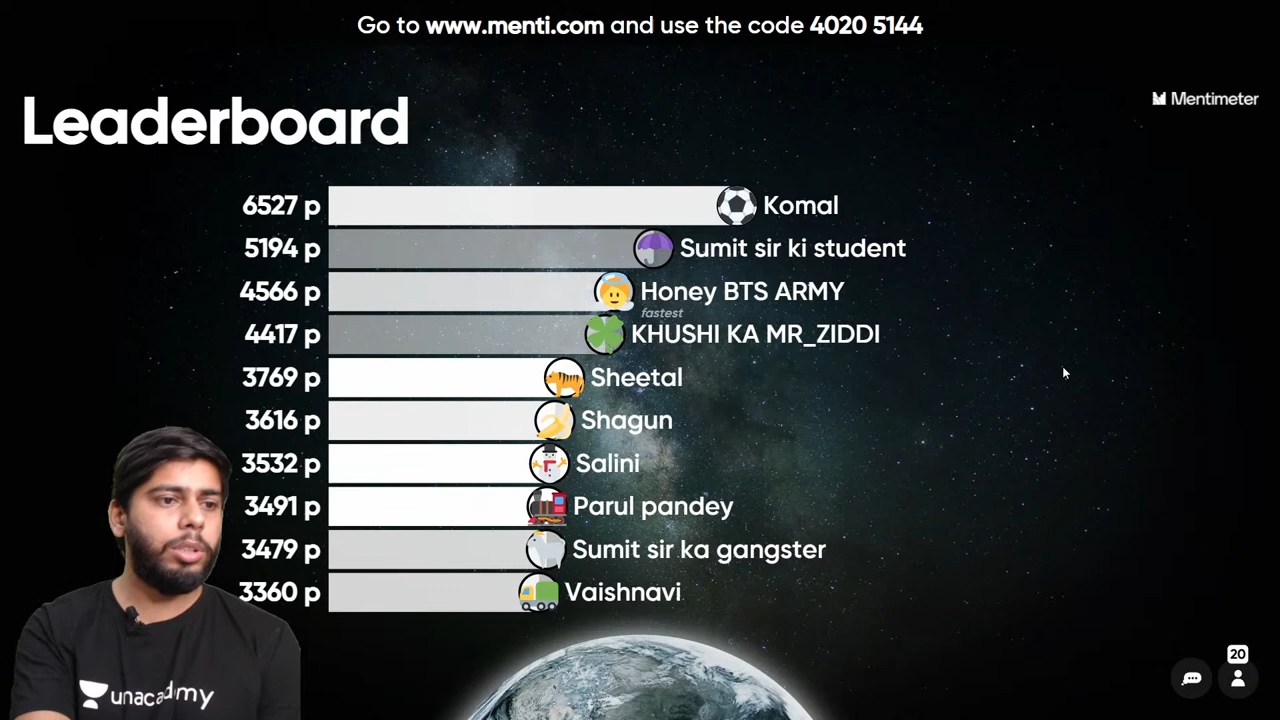 Go to www.menti.com and use the code 4020 5144
Leaderboard
Mentimeter
6527 p Komal
5194 p Sumit sir ki student
4566 p Honey BTS ARMY
fastest
4417 p KHUSHI KA MR_ZIDDI
3769 p Sheetal
3616 p Shagun
3532 p Salini
3491 p Parul pandey
3479 p Sumit sir ka gangster
3360 p Vaishnavi
unacademy
20